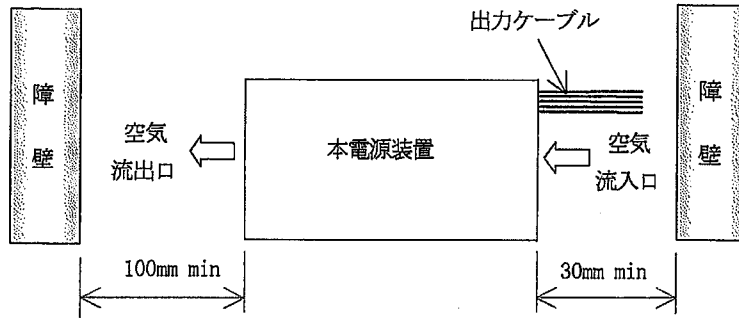 出力ケーブル
障
壁
空気
流出口
本電源装置
空気
流入口
障
壁
100mm min
30mm min